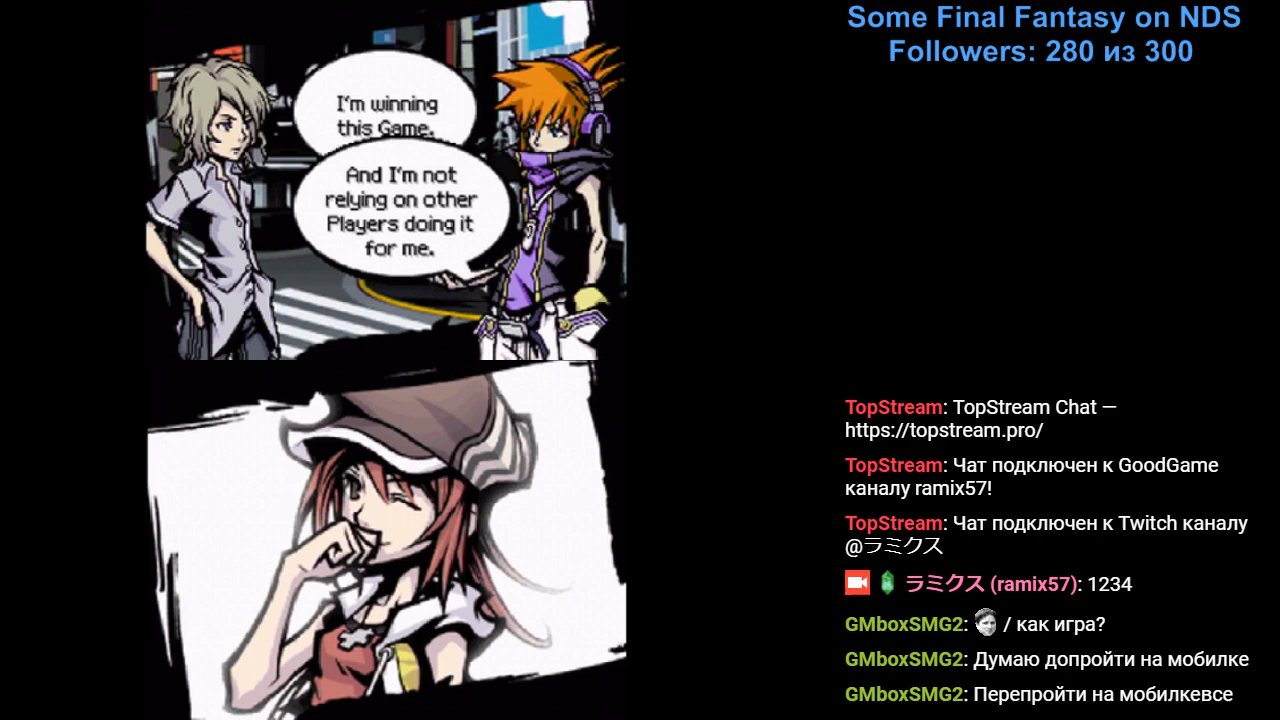 I'm winning
this Game.
And I'm not
relying on other
Players doing it
for me.
Some Final Fantasy on NDS
Followers: 280 из 300
TopStream: TopStream Chat —
https://topstream.pro/
TopStream: Чат подключен к GoodGame
каналу ramix57!
TopStream: Чат подключен к Twitch каналу
@ラミクス
ラミクス (ramix57): 1234
GMboxSMG2: / как игра?
GMboxSMG2: Думаю допройти на мобилке
GMboxSMG2: Перепройти на мобилкевсе